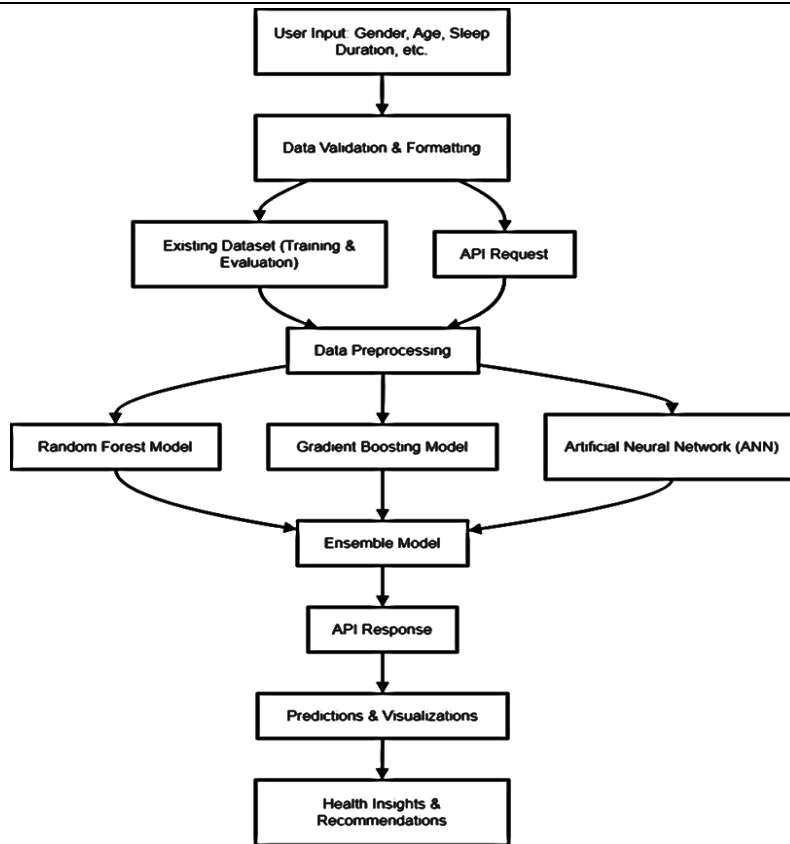 User Input: Gender, Age, Sleep
Duration, etc.
Data Validation & Formatting
Existing Dataset (Training &
Evaluation)
API Request
Data Preprocessing
Random Forest Model
Gradient Boosting Model
Artificial Neural Network (ANN)
Ensemble Model
API Response
Predictions & Visualizations
Health Insights &
Recommendations